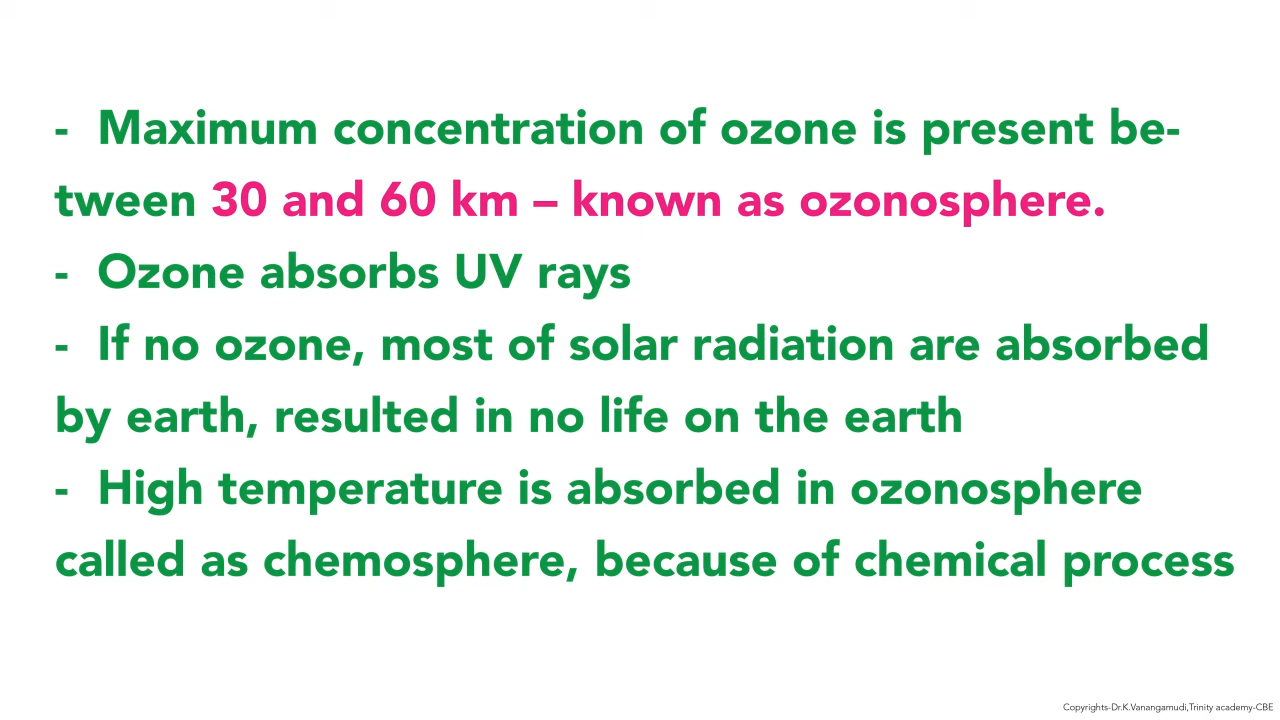 - Maximum concentration of ozone is present be-
tween 30 and 60 km – known as ozonosphere.
- Ozone absorbs UV rays
- If no ozone, most of solar radiation are absorbed
by earth, resulted in no life on the earth
- High temperature is absorbed in ozonosphere
called as chemosphere, because of chemical process
Copyrights-Dr.K.Vanangamudi,Trinity academy-CBE